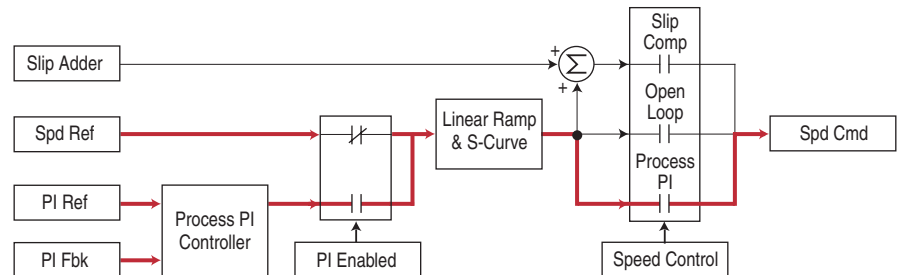 Slip Adder
Spd Ref
PI Ref
PI Fbk
Process PI
Controller
PI Enabled
Linear Ramp
& S-Curve
+
+
Σ
Slip
Comp
Open
Loop
Process
PI
Speed Control
Spd Cmd